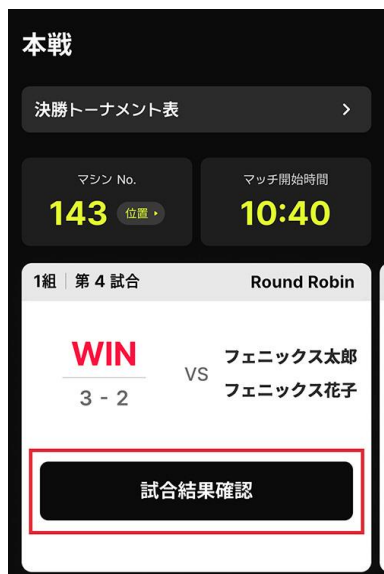 本戦
決勝トーナメント表
マシン No.
143 位置
マッチ開始時間
10:40
1組 第 4 試合 Round Robin
WIN
3 - 2
VS
フェニックス太郎
フェニックス花子
試合結果確認